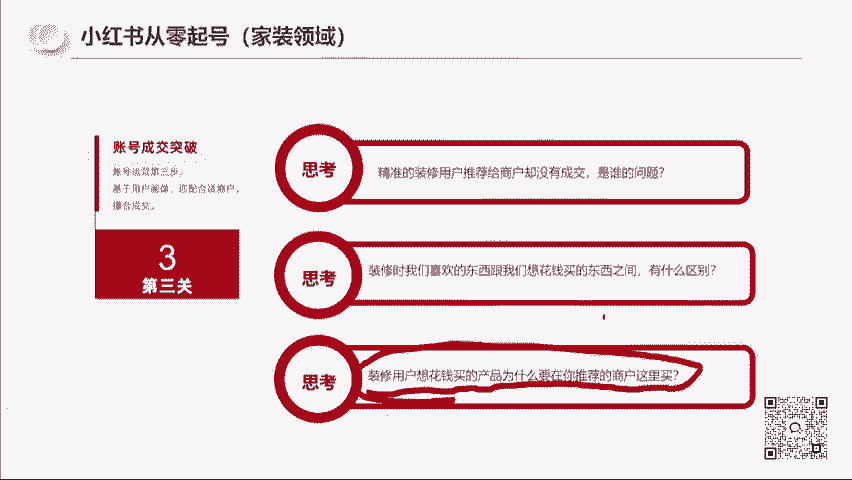 小红书从零起号（家装领域）
账号成交突破
账号运营第三步，
基于用户需求，匹配合适商户，
撮合成交。
3
第三关
思考
精准的装修用户推荐给商户却没有成交，是谁的问题？
思考
装修时我们喜欢的东西跟我们想花钱买的东西之间，有什么区别？
思考
装修用户想花钱买的产品为什么要在你推荐的商户这里买？